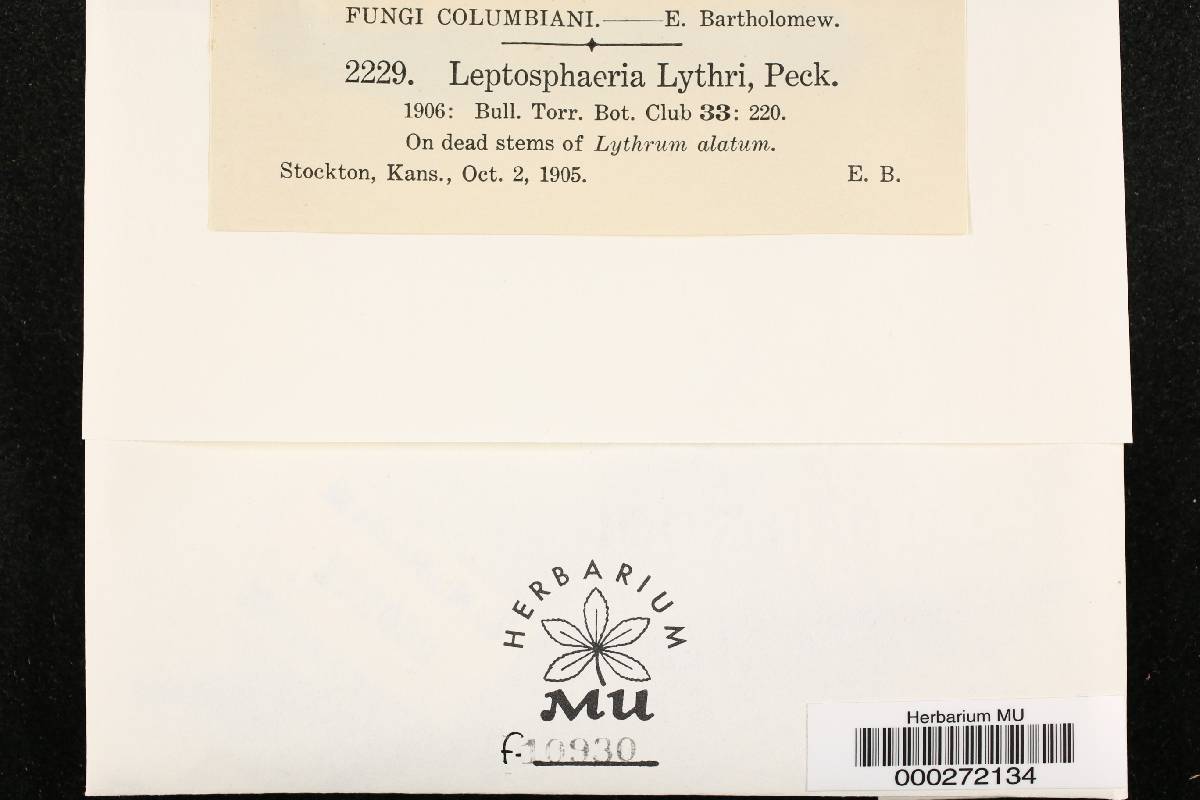 FUNGI COLUMBIANI.——E. Bartholomew.
2229. Leptosphaeria Lythri, Peck.
1906: Bull. Torr. Bot. Club 33: 220.
On dead stems of Lythrum alatum.
Stockton, Kans., Oct. 2, 1905. E. B.
HERBARIUM
MU
f-10930
Herbarium MU
000272134